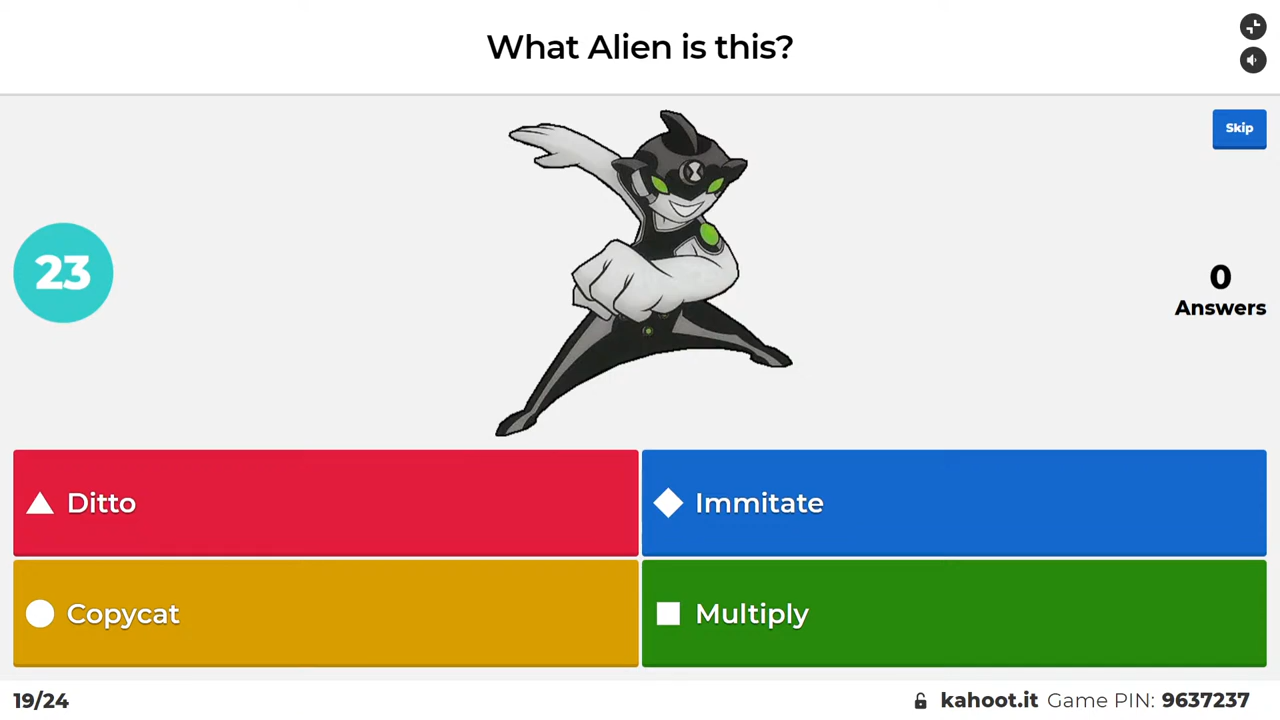 What Alien is this?
Skip
23
0
Answers
Ditto
Immitate
Copycat
Multiply
19/24
kahoot.it Game PIN: 9637237